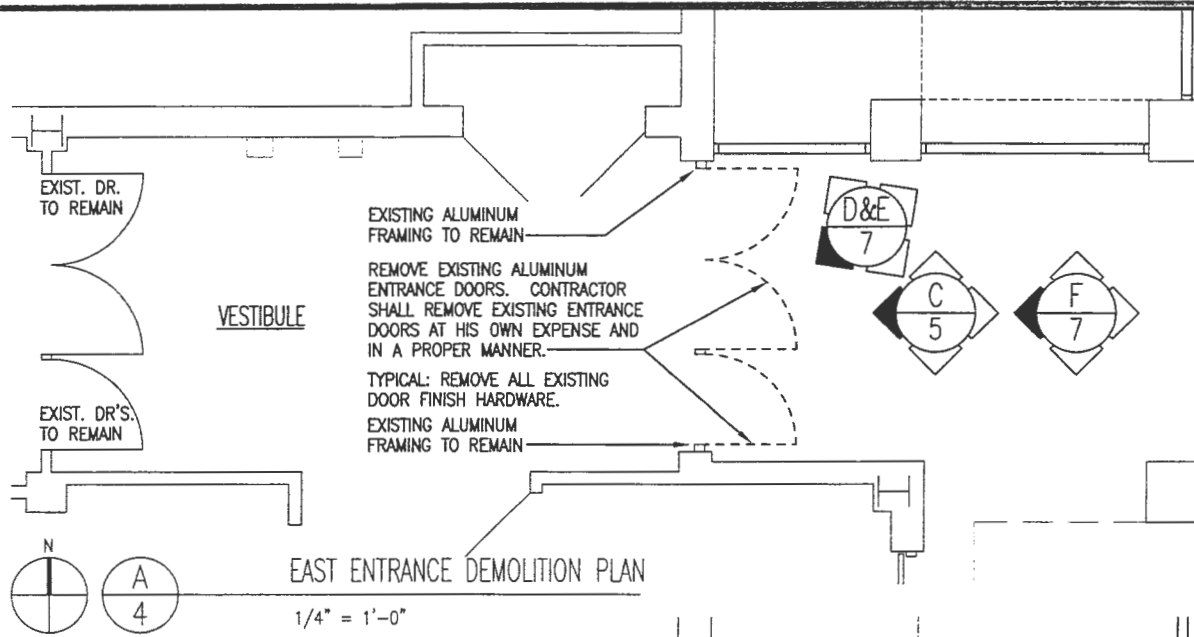 EXIST. DR.
TO REMAIN
VESTIBULE
EXIST. DR'S.
TO REMAIN
EXISTING ALUMINUM
FRAMING TO REMAIN
REMOVE EXISTING ALUMINUM
ENTRANCE DOORS. CONTRACTOR
SHALL REMOVE EXISTING ENTRANCE
DOORS AT HIS OWN EXPENSE AND
IN A PROPER MANNER.
TYPICAL: REMOVE ALL EXISTING
DOOR FINISH HARDWARE.
EXISTING ALUMINUM
FRAMING TO REMAIN
D&E
7
C
5
F
7
N
A
4
EAST ENTRANCE DEMOLITION PLAN
1/4" = 1'-0"